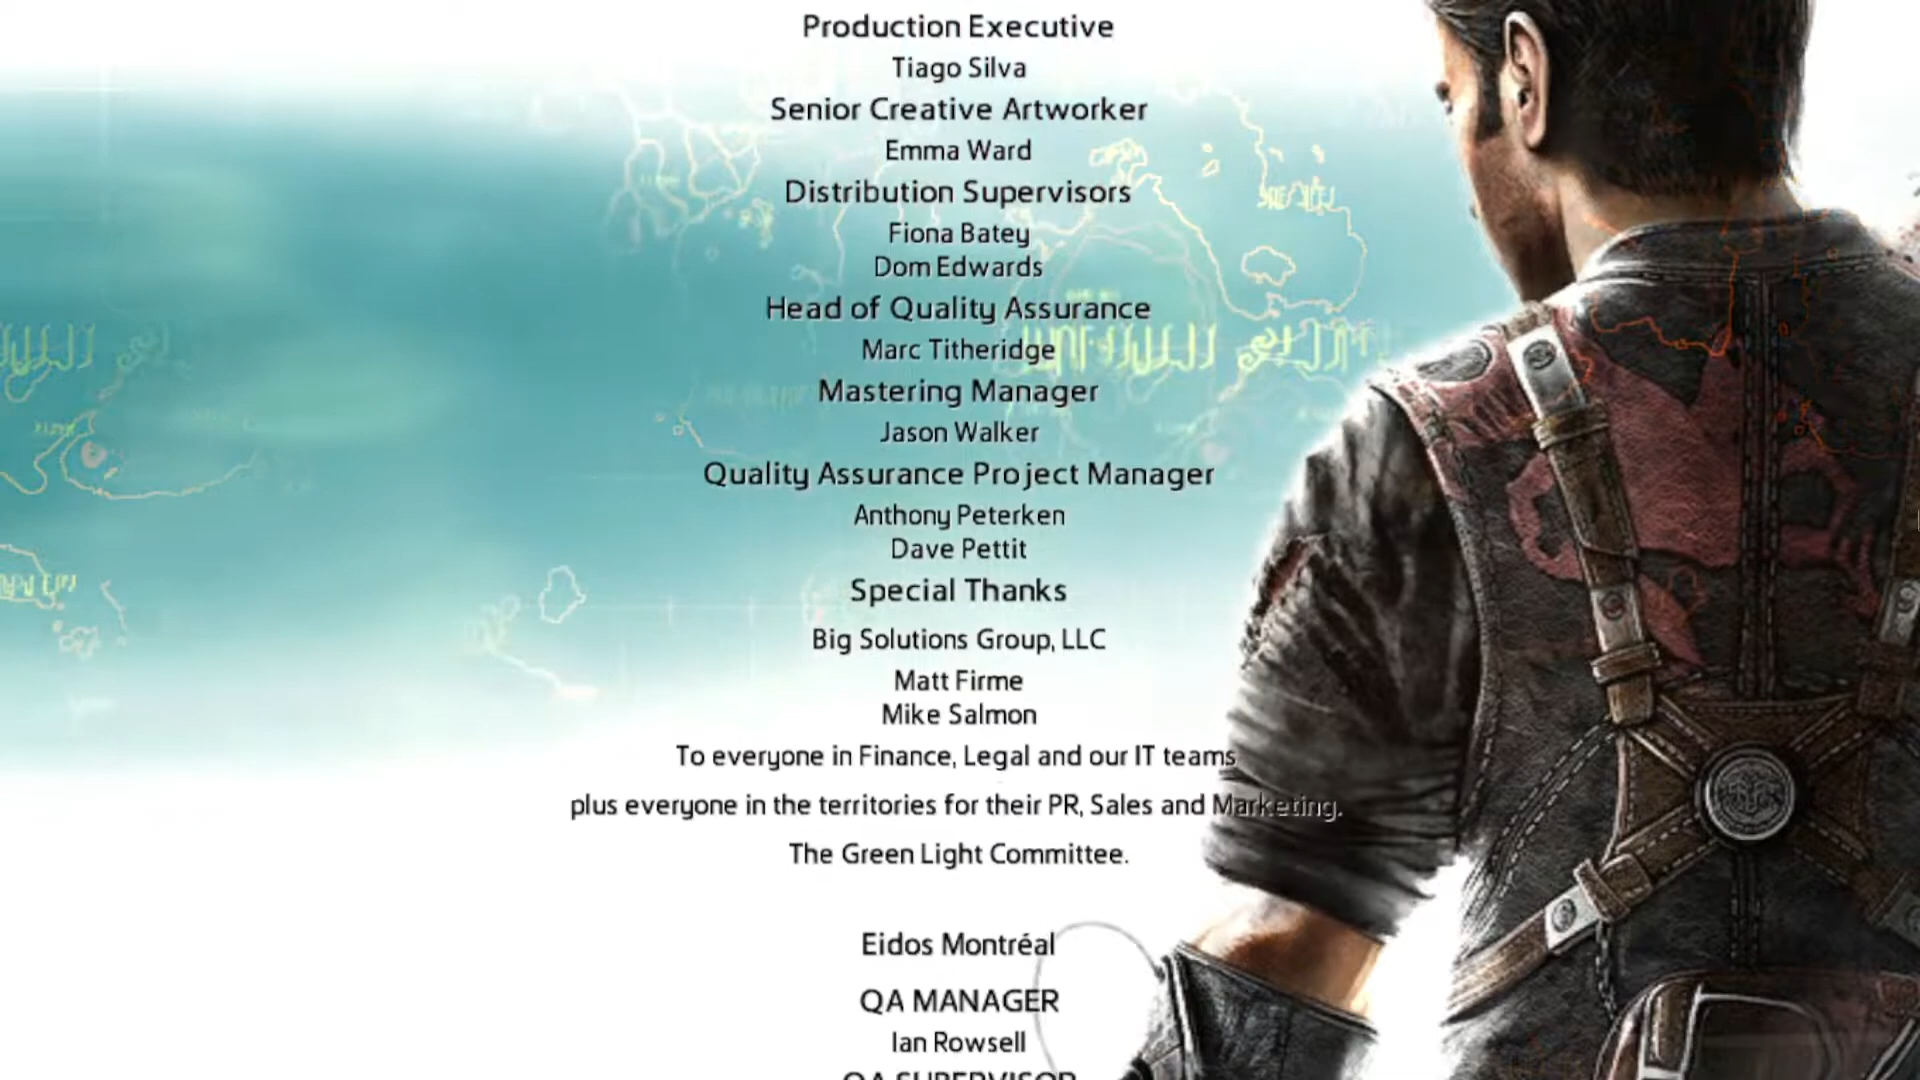 Production Executive
Tiago Silva
Senior Creative Artworker
Emma Ward
Distribution Supervisors
Fiona Batey
Dom Edwards
Head of Quality Assurance
Marc Titheridge
Mastering Manager
Jason Walker
Quality Assurance Project Manager
Anthony Peterken
Dave Pettit
Special Thanks
Big Solutions Group, LLC
Matt Firme
Mike Salmon
To everyone in Finance, Legal and our IT teams
plus everyone in the territories for their PR, Sales and Marketing.
The Green Light Committee.
Eidos Montréal
QA MANAGER
Ian Rowsell
QA SUPERVISOR